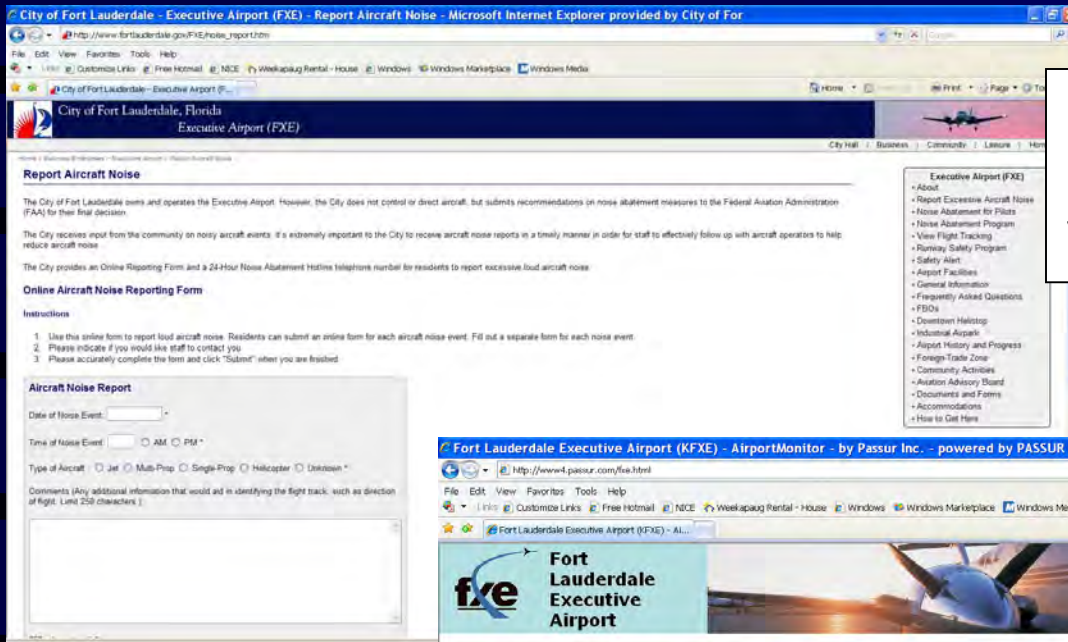 City of Fort Lauderdale - Executive Airport (FXE) - Report Aircraft Noise - Microsoft Internet Explorer provided by City of For
http://www.fortlauderdale.gov/FXE/noise_report.htm
File Edit View Favorites Tools Help
Links Customize Links Free Hotmail NICE Weekapaug Rental - House Windows Windows Marketplace Windows Media
City of Fort Lauderdale - Executive Airport (F...
Home Print Page
City of Fort Lauderdale, Florida
Executive Airport (FXE)
City Hall | Business | Community | Leisure |
Report Aircraft Noise
The City of Fort Lauderdale owns and operates the Executive Airport. However, the City does not control or direct aircraft, but submits recommendations on noise abatement measures to the Federal Aviation Administration
(FAA) for their final decision.
The City receives input from the community on noisy aircraft events. It's extremely important to the City to receive aircraft noise reports in a timely manner in order for staff to effectively follow up with aircraft operators to help
reduce aircraft noise.
The City provides an Online Reporting Form and a 24-Hour Noise Abatement Hotline telephone number for residents to report excessive loud aircraft noise.
Online Aircraft Noise Reporting Form
Instructions
1. Use this online form to report loud aircraft noise. Residents can submit an online form for each aircraft noise event. Fill out a separate form for each noise event.
2. Please indicate if you would like staff to contact you.
3. Please accurately complete the form and click "Submit" when you are finished.
Aircraft Noise Report
Date of Noise Event: *
Time of Noise Event: AM PM *
Type of Aircraft: Jet Multi-Prop Single-Prop Helicopter Unknown *
Comments (Any additional information that would aid in identifying the flight track, such as direction
of flight. Limit 250 characters.)
Executive Airport (FXE)
• About
• Report Excessive Aircraft Noise
• Noise Abatement for Pilots
• Noise Abatement Program
• View Flight Tracking
• Runway Safety Program
• Safety Alert
• Airport Facilities
• General Information
• Frequently Asked Questions
• FBOs
• Downtown Helistop
• Industrial Airpark
• Airport History and Progress
• Foreign-Trade Zone
• Community Activities
• Aviation Advisory Board
• Documents and Forms
• Accommodations
• How to Get Here
Fort Lauderdale Executive Airport (KFXE) - AirportMonitor - by Passur Inc. - powered by PASSUR
http://www4.passur.com/fxe.html
File Edit View Favorites Tools Help
Links Customize Links Free Hotmail NICE Weekapaug Rental - House Windows Windows Marketplace Windows Me
Fort Lauderdale Executive Airport (KFXE) - Ai...
fxe
Fort
Lauderdale
Executive
Airport